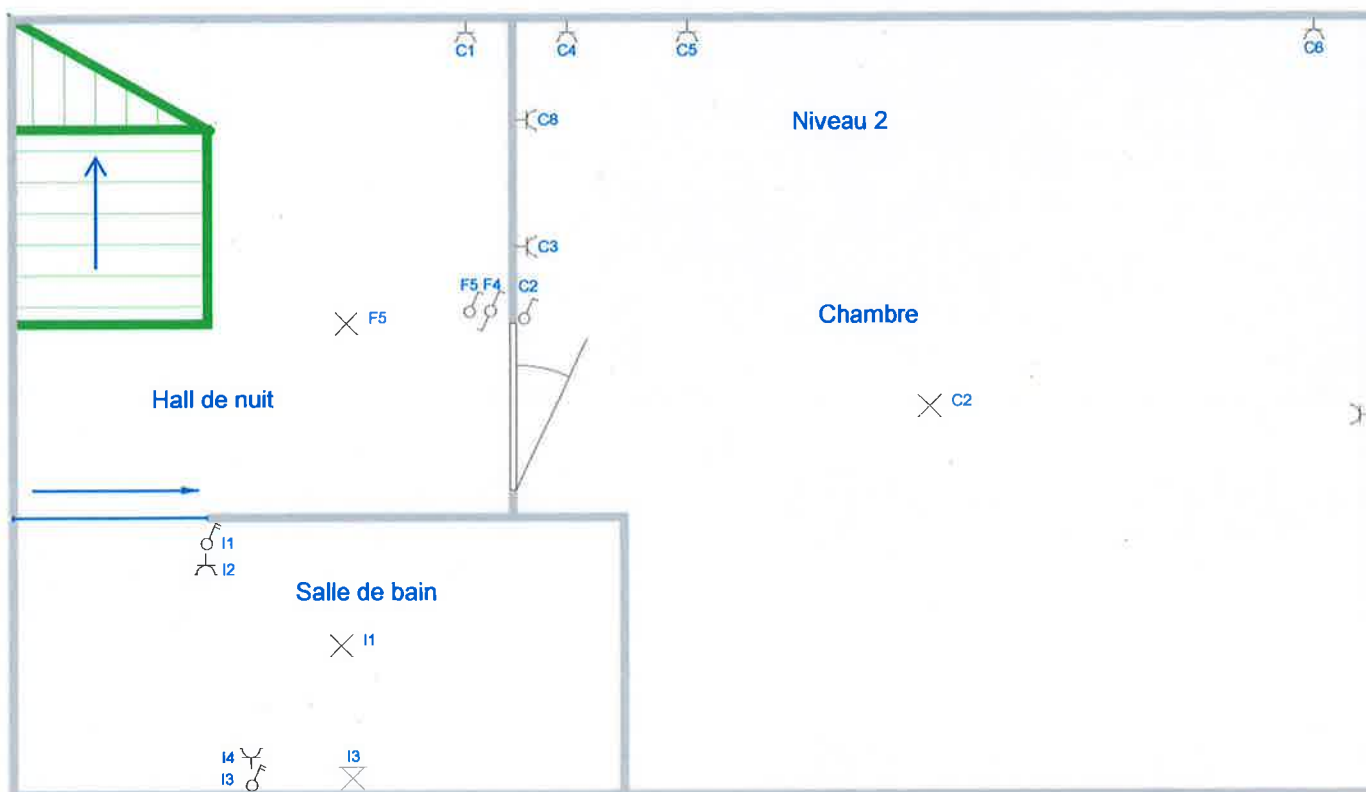 C1
C4
C5
C6
C8
Niveau 2
C3
F5 F4 C2
F5
Chambre
Hall de nuit
C2
I1
I2
Salle de bain
I1
I4
I3
I3